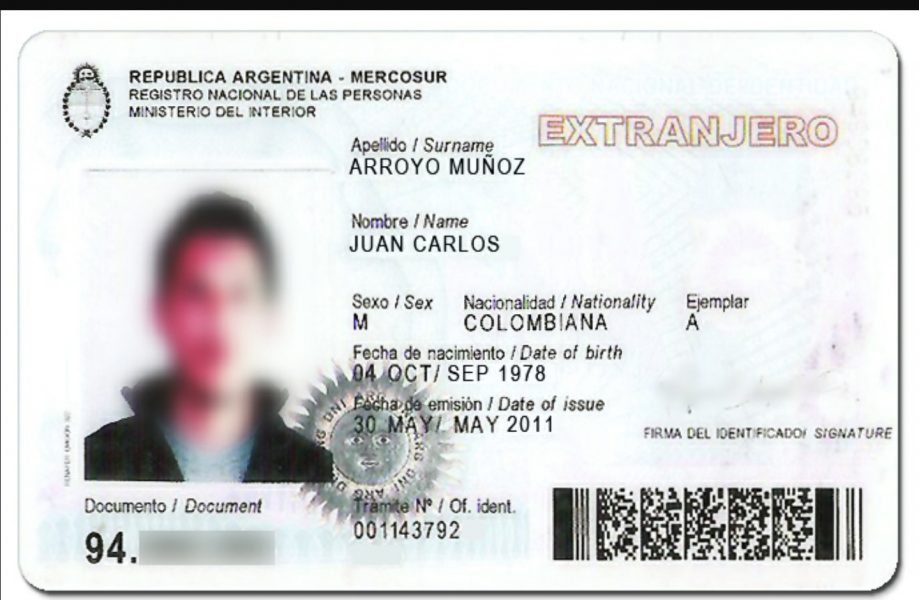 REPUBLICA ARGENTINA - MERCOSUR
REGISTRO NACIONAL DE LAS PERSONAS
MINISTERIO DEL INTERIOR
EXTRANJERO
Apellido / Surname
ARROYO MUÑOZ
Nombre / Name
JUAN CARLOS
Sexo / Sex Nacionalidad / Nationality Ejemplar
M COLOMBIANA A
Fecha de nacimiento / Date of birth
04 OCT/ SEP 1978
Fecha de emisión / Date of issue
30 MAY/ MAY 2011
FIRMA DEL IDENTIFICADO/ SIGNATURE
Documento / Document Trámite Nº / Of. ident.
94. 001143792